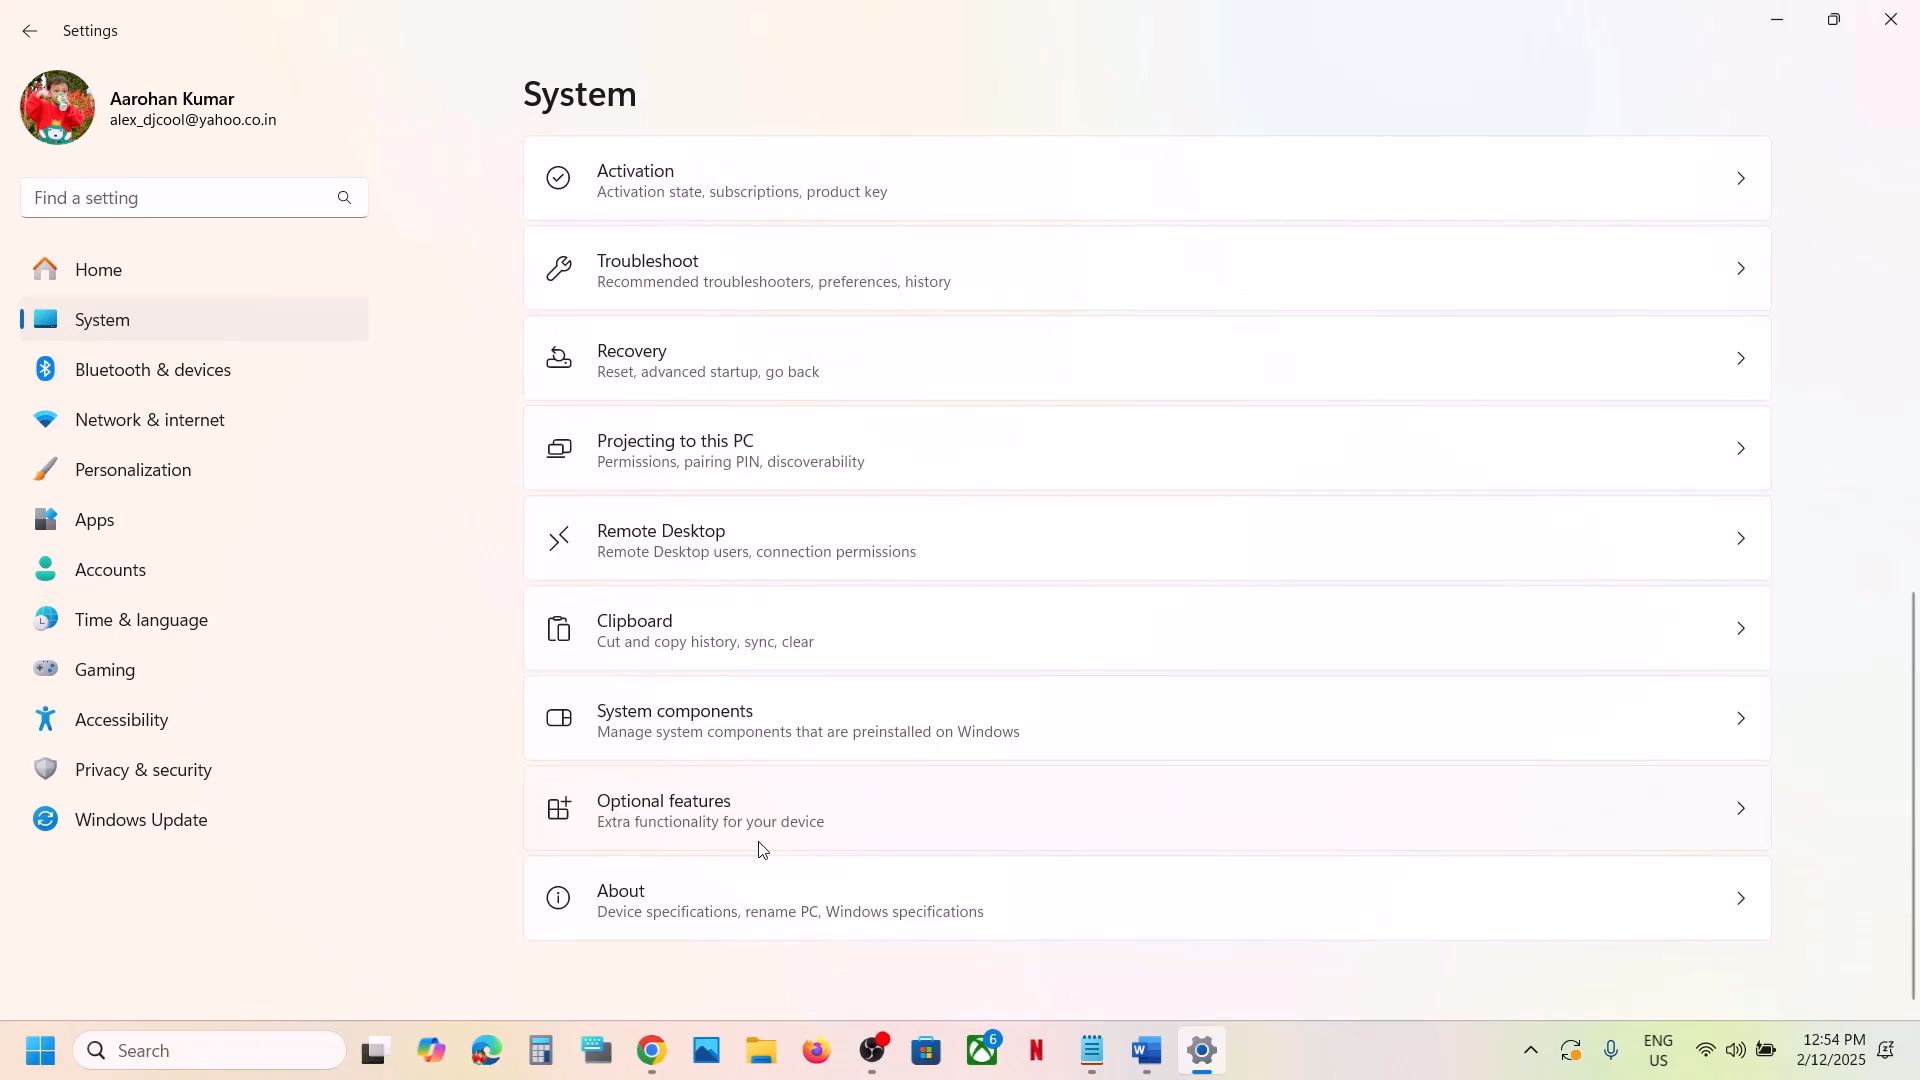 Settings
Aarohan Kumar
alex_djcool@yahoo.co.in
Find a setting
Home
System
Bluetooth & devices
Network & internet
Personalization
Apps
Accounts
Time & language
Gaming
Accessibility
Privacy & security
Windows Update
System
Activation
Activation state, subscriptions, product key
Troubleshoot
Recommended troubleshooters, preferences, history
Recovery
Reset, advanced startup, go back
Projecting to this PC
Permissions, pairing PIN, discoverability
Remote Desktop
Remote Desktop users, connection permissions
Clipboard
Cut and copy history, sync, clear
System components
Manage system components that are preinstalled on Windows
Optional features
Extra functionality for your device
About
Device specifications, rename PC, Windows specifications
Search
6
N
W
ENG
US
12:54 PM
2/12/2025